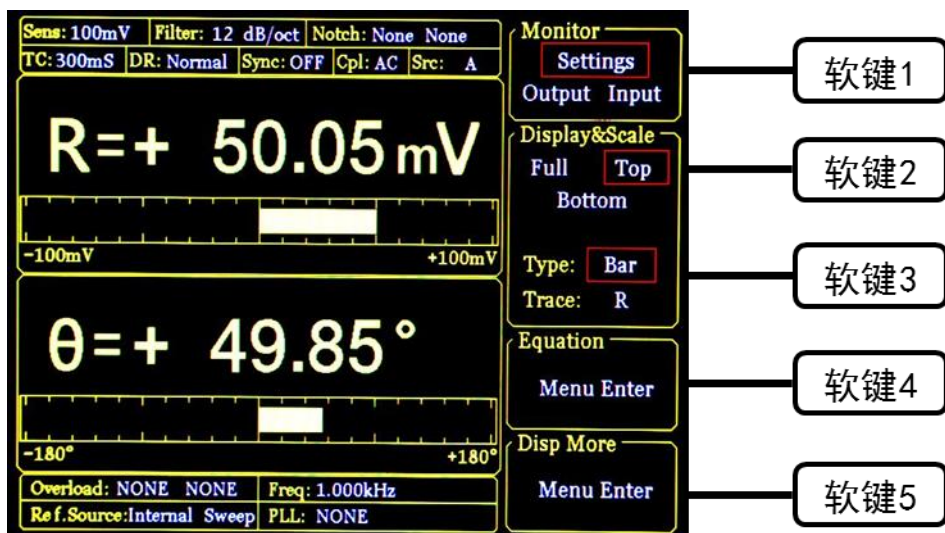 Sens: 100mV Filter: 12 dB/oct Notch: None None
TC: 300mS DR: Normal Sync: OFF Cpl: AC Src: A
R=+ 50.05 mV
-100mV +100mV
θ=+ 49.85°
-180° +180°
Overload: NONE NONE Freq: 1.000kHz
Ref.Source:Internal Sweep PLL: NONE
Monitor
Settings
Output Input
Display&Scale
Full Top
Bottom
Type: Bar
Trace: R
Equation
Menu Enter
Disp More
Menu Enter
软键1
软键2
软键3
软键4
软键5